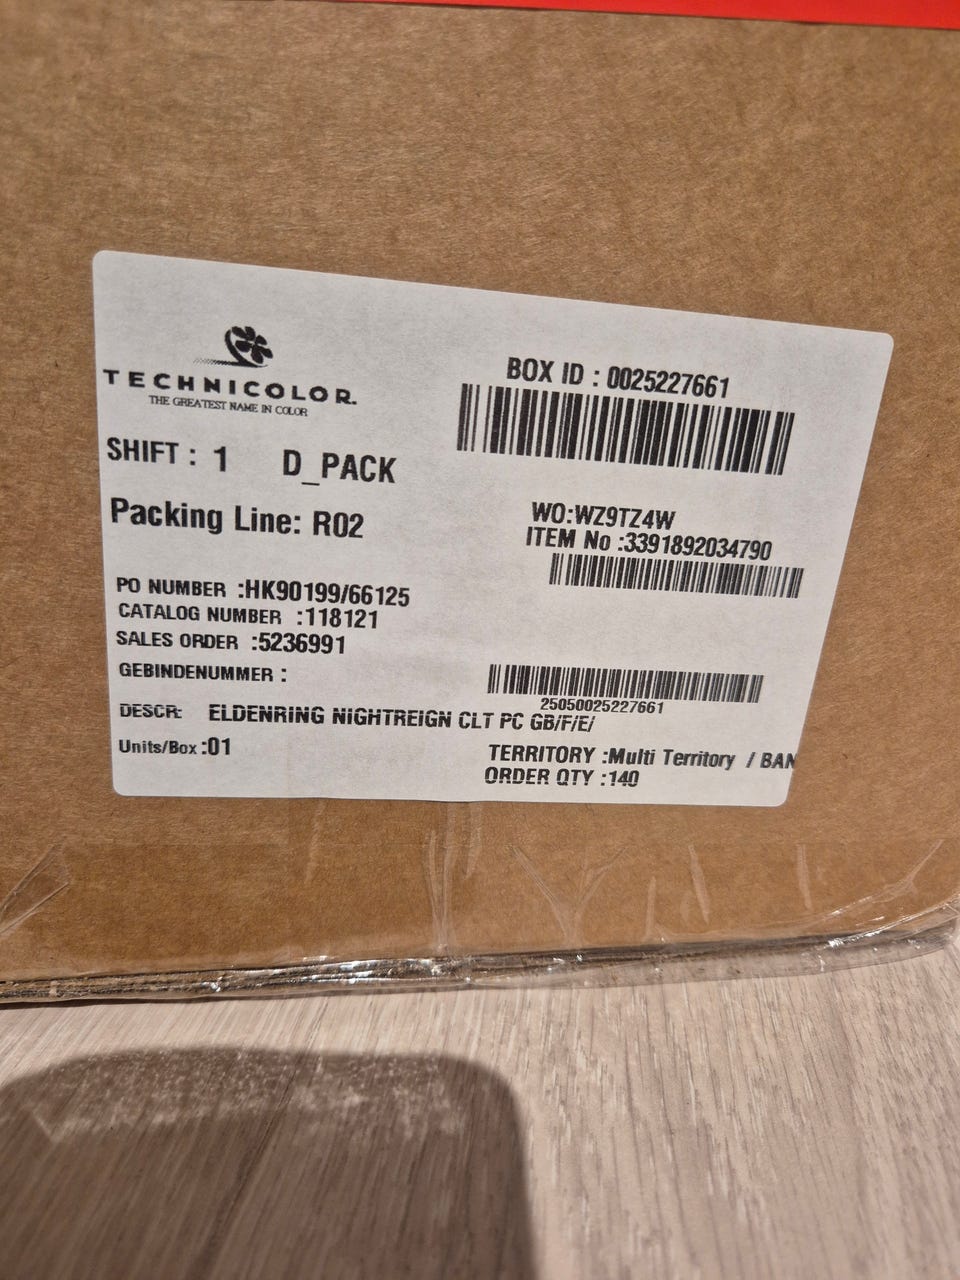 TECHNICOLOR.
THE GREATEST NAME IN COLOR
BOX ID : 0025227661
SHIFT : 1 D_PACK
Packing Line: R02
WO:WZ9TZ4W
ITEM No :3391892034790
PO NUMBER :HK90199/66125
CATALOG NUMBER :118121
SALES ORDER :5236991
GEBINDENUMMER :
25050025227661
DESCR: ELDENRING NIGHTREIGN CLT PC GB/F/E/
Units/Box :01
TERRITORY :Multi Territory / BAN
ORDER QTY :140